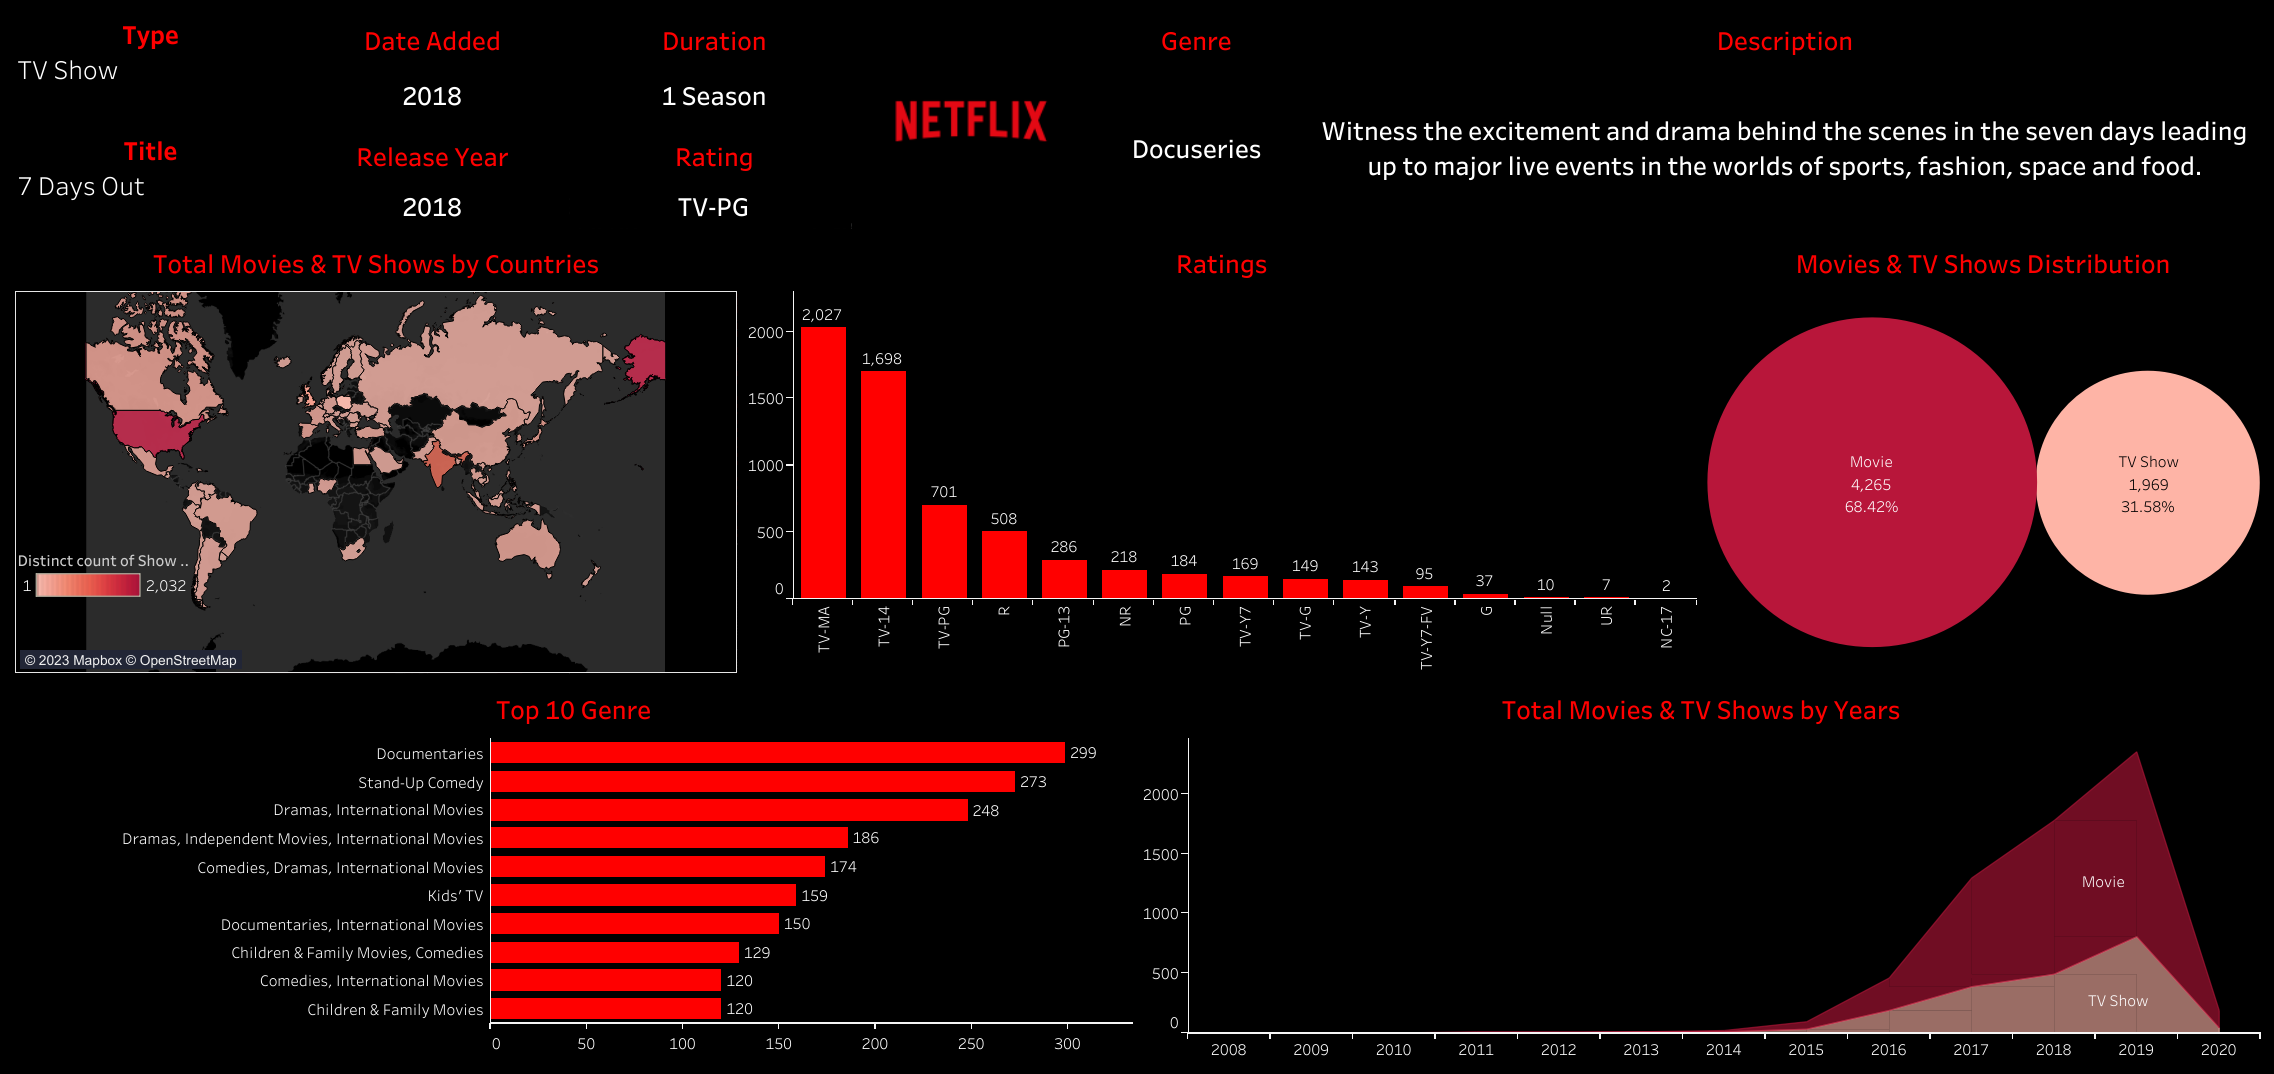 Type
TV Show
Title
7 Days Out
Date Added
2018
Release Year
2018
Duration
1 Season
Rating
TV-PG
NETFLIX
Genre
Docuseries
Description
Witness the excitement and drama behind the scenes in the seven days leading
up to major live events in the worlds of sports, fashion, space and food.
Total Movies & TV Shows by Countries
Distinct count of Show ..
1
2,032
© 2023 Mapbox © OpenStreetMap
Ratings
2000
1500
1000
500
0
2,027
1,698
701
508
286
218
184
169
149
143
95
37
10
7
2
TV-MA
TV-14
TV-PG
R
PG-13
NR
PG
TV-Y7
TV-G
TV-Y
TV-Y7-FV
G
Null
UR
NC-17
Movies & TV Shows Distribution
Movie
4,265
68.42%
TV Show
1,969
31.58%
Top 10 Genre
Documentaries 299
Stand-Up Comedy 273
Dramas, International Movies 248
Dramas, Independent Movies, International Movies 186
Comedies, Dramas, International Movies 174
Kids' TV 159
Documentaries, International Movies 150
Children & Family Movies, Comedies 129
Comedies, International Movies 120
Children & Family Movies 120
0 50 100 150 200 250 300
Total Movies & TV Shows by Years
2000
1500
1000
500
0
Movie
TV Show
2008 2009 2010 2011 2012 2013 2014 2015 2016 2017 2018 2019 2020